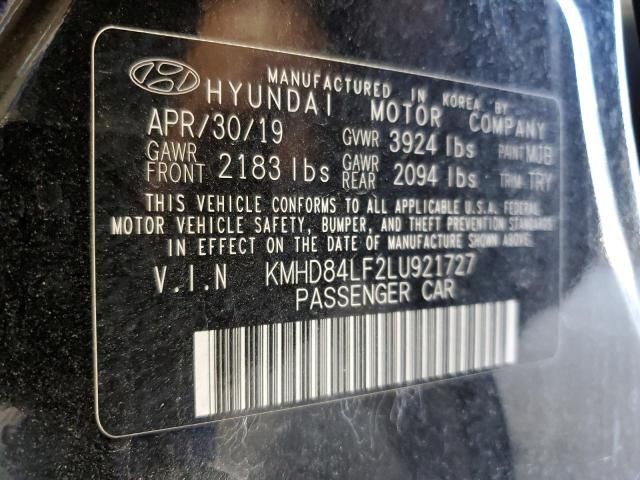 MANUFACTURED IN KOREA BY
HYUNDAI MOTOR COMPANY
APR/30/19 GVWR 3924 lbs PAINT MJB
GAWR FRONT 2183 lbs GAWR REAR 2094 lbs TRIM TRY
THIS VEHICLE CONFORMS TO ALL APPLICABLE U.S.A. FEDERAL
MOTOR VEHICLE SAFETY, BUMPER, AND THEFT PREVENTION STANDARDS
IN EFFECT ON THE DATE OF MANUFACTURE SHOWN ABOVE.
V.I.N KMHD84LF2LU921727
PASSENGER CAR